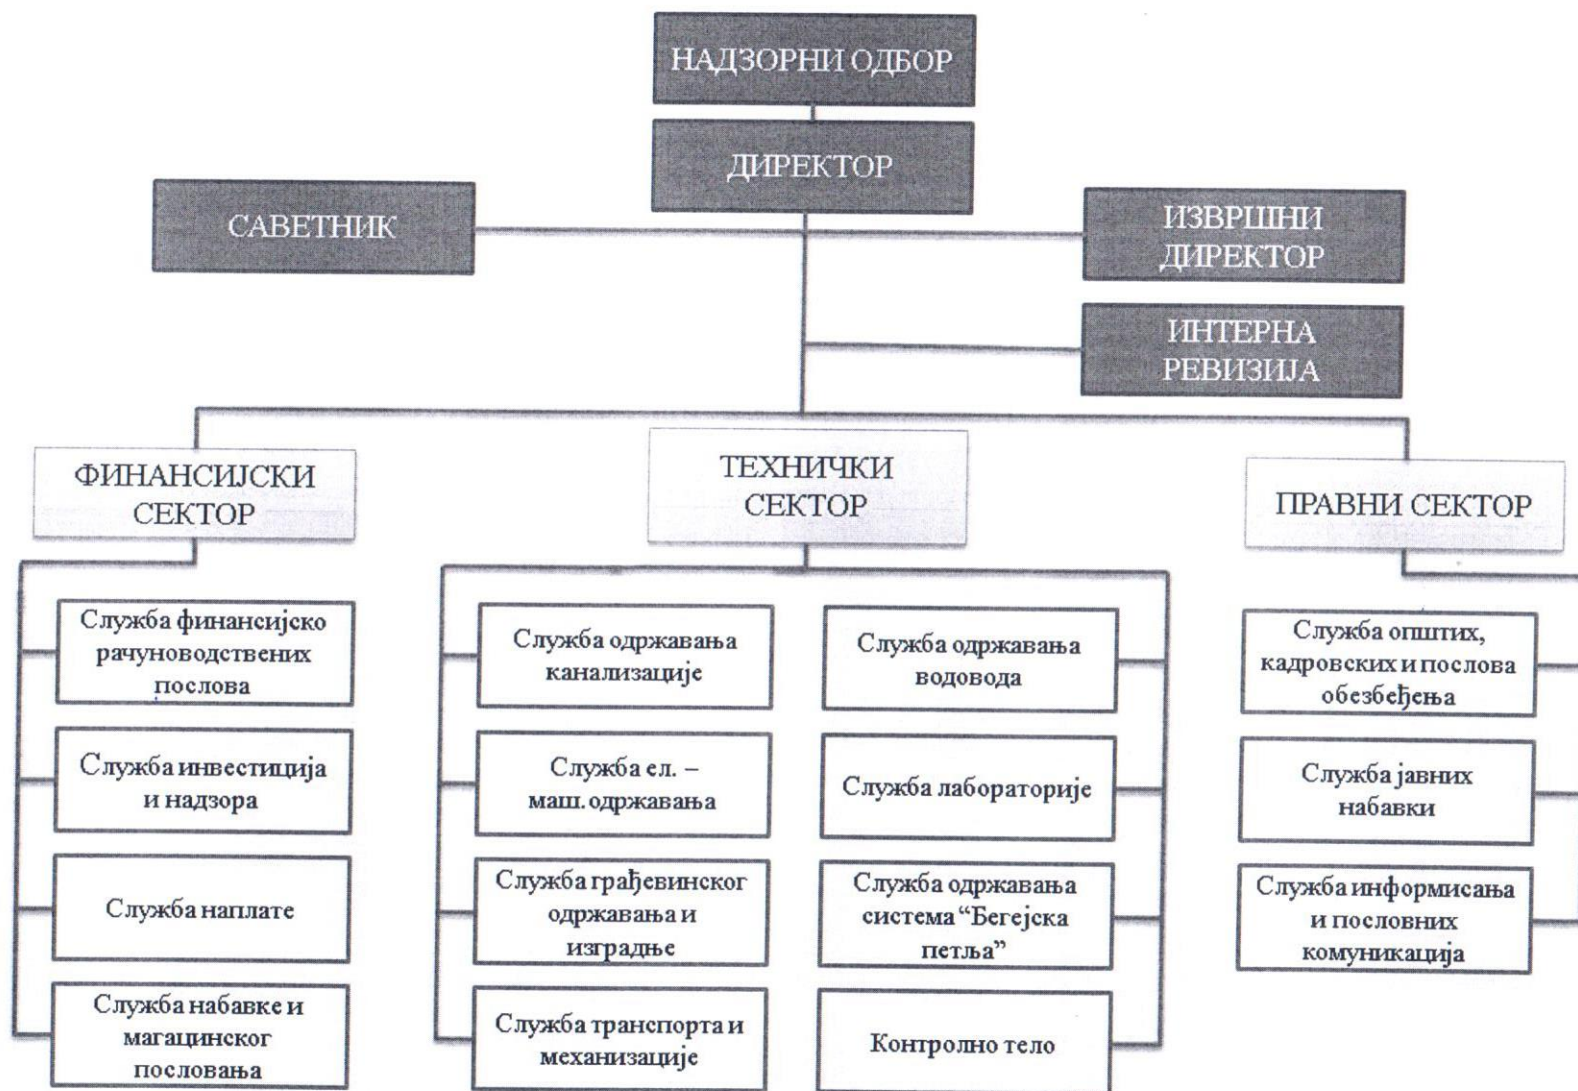 НАДЗОРНИ ОДБОР
ДИРЕКТОР
САВЕТНИК
ИЗВРШНИ
ДИРЕКТОР
ИНТЕРНА
РЕВИЗИЈА
ФИНАНСИЈСКИ
СЕКТОР
ТЕХНИЧКИ
СЕКТОР
ПРАВНИ СЕКТОР
Служба финансијско
рачуноводствених
послова
Служба инвестиција
и надзора
Служба наплате
Служба набавке и
магацинског
пословања
Служба одржавања
канализације
Служба ел. –
маш. одржавања
Служба грађевинског
одржавања и
изградње
Служба транспорта и
механизације
Служба одржавања
водовода
Служба лабораторије
Служба одржавања
система “Бегејска
петља”
Контролно тело
Служба општих,
кадровских и послова
обезбеђења
Служба јавних
набавки
Служба информисања
и пословних
комуникација